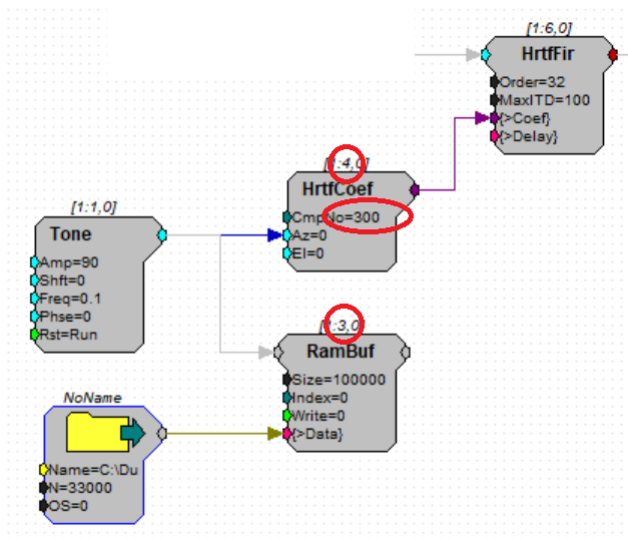 [1:6,0]
HrtfFir
Order=32
MaxITD=100
{>Coef}
{>Delay}
[1:4,0]
HrtfCoef
CmpNo=300
Az=0
El=0
[1:1,0]
Tone
Amp=90
Shft=0
Freq=0.1
Phse=0
Rst=Run
[1:3,0]
RamBuf
Size=100000
Index=0
Write=0
{>Data}
NoName
Name=C:\Du
N=33000
OS=0